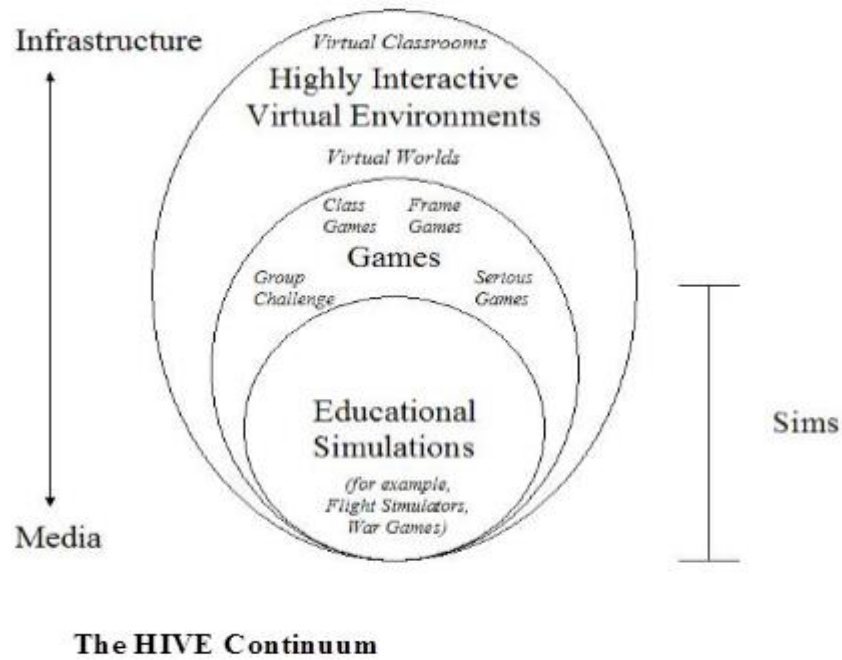 Infrastructure
Virtual Classrooms
Highly Interactive
Virtual Environments
Virtual Worlds
Class
Games
Frame
Games
Games
Group
Challenge
Serious
Games
Educational
Simulations
(for example,
Flight Simulators,
War Games)
Sims
Media
The HIVE Continuum